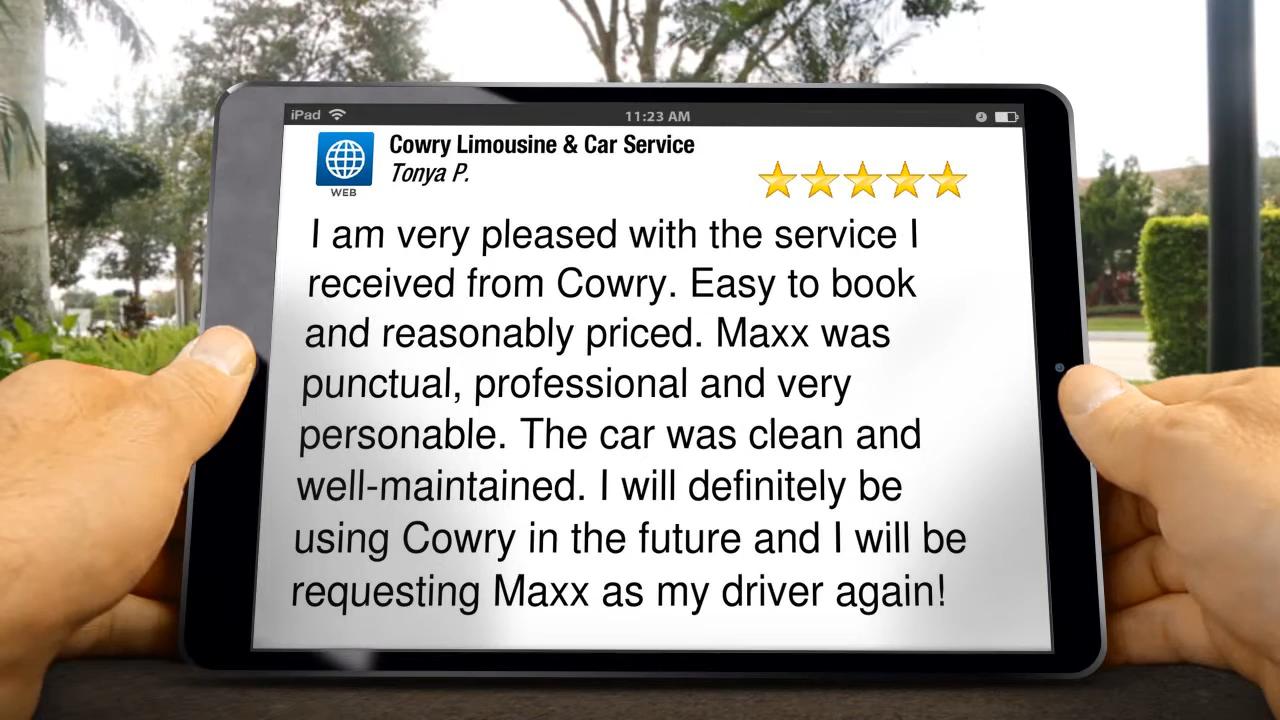 iPad
11:23 AM
Cowry Limousine & Car Service
Tonya P.
WEB
I am very pleased with the service I
received from Cowry. Easy to book
and reasonably priced. Maxx was
punctual, professional and very
personable. The car was clean and
well-maintained. I will definitely be
using Cowry in the future and I will be
requesting Maxx as my driver again!